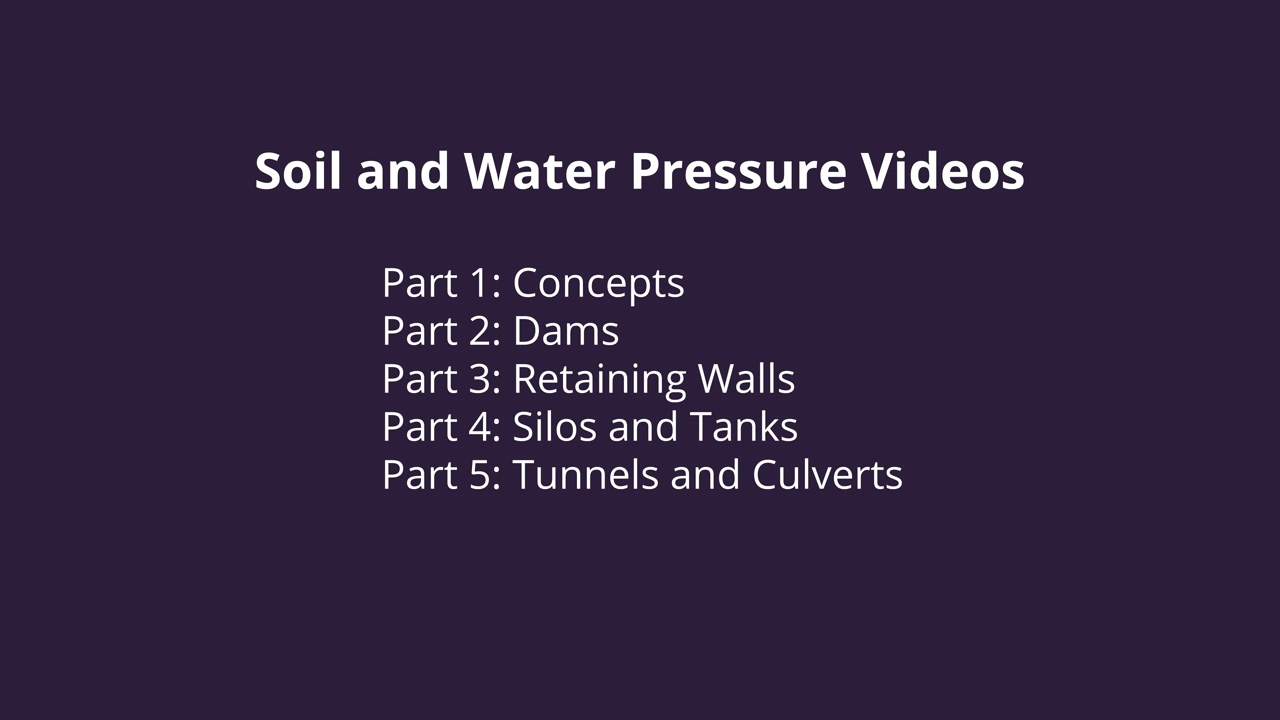 Soil and Water Pressure Videos
Part 1: Concepts
Part 2: Dams
Part 3: Retaining Walls
Part 4: Silos and Tanks
Part 5: Tunnels and Culverts